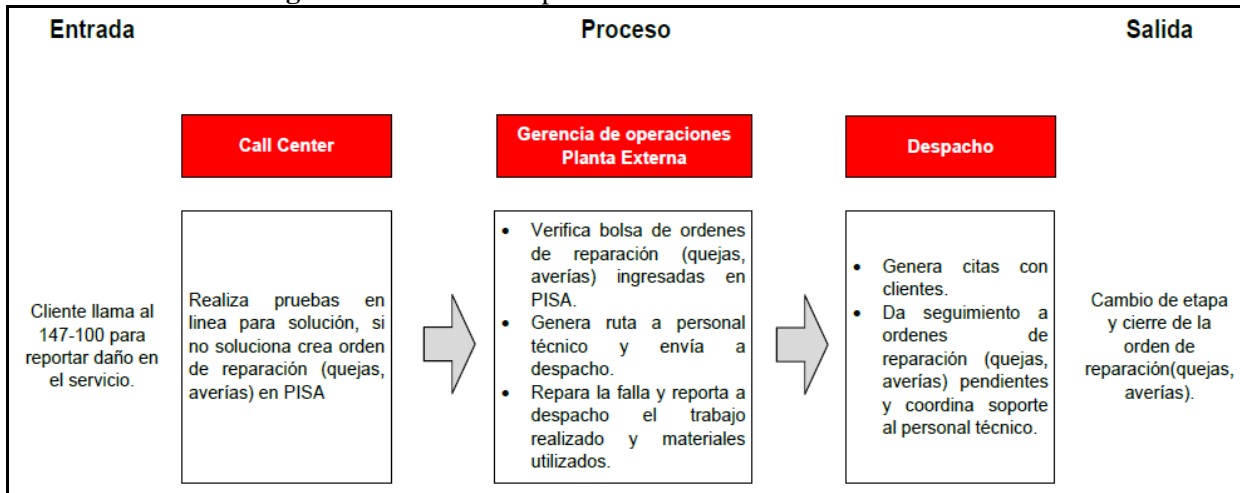 Entrada
Proceso
Salida
Call Center
Gerencia de operaciones
Planta Externa
Despacho
Cliente llama al
147-100 para
reportar daño en
el servicio.
Realiza pruebas en
linea para solución, si
no soluciona crea orden
de reparación (quejas,
averías) en PISA
• Verifica bolsa de ordenes
de reparación (quejas,
averías) ingresadas en
PISA.
• Genera ruta a personal
técnico y envía a
despacho.
• Repara la falla y reporta a
despacho el trabajo
realizado y materiales
utilizados.
• Genera citas con
clientes.
• Da seguimiento a
ordenes de
reparación (quejas,
averías) pendientes
y coordina soporte
al personal técnico.
Cambio de etapa
y cierre de la
orden de
reparación(quejas,
averías).